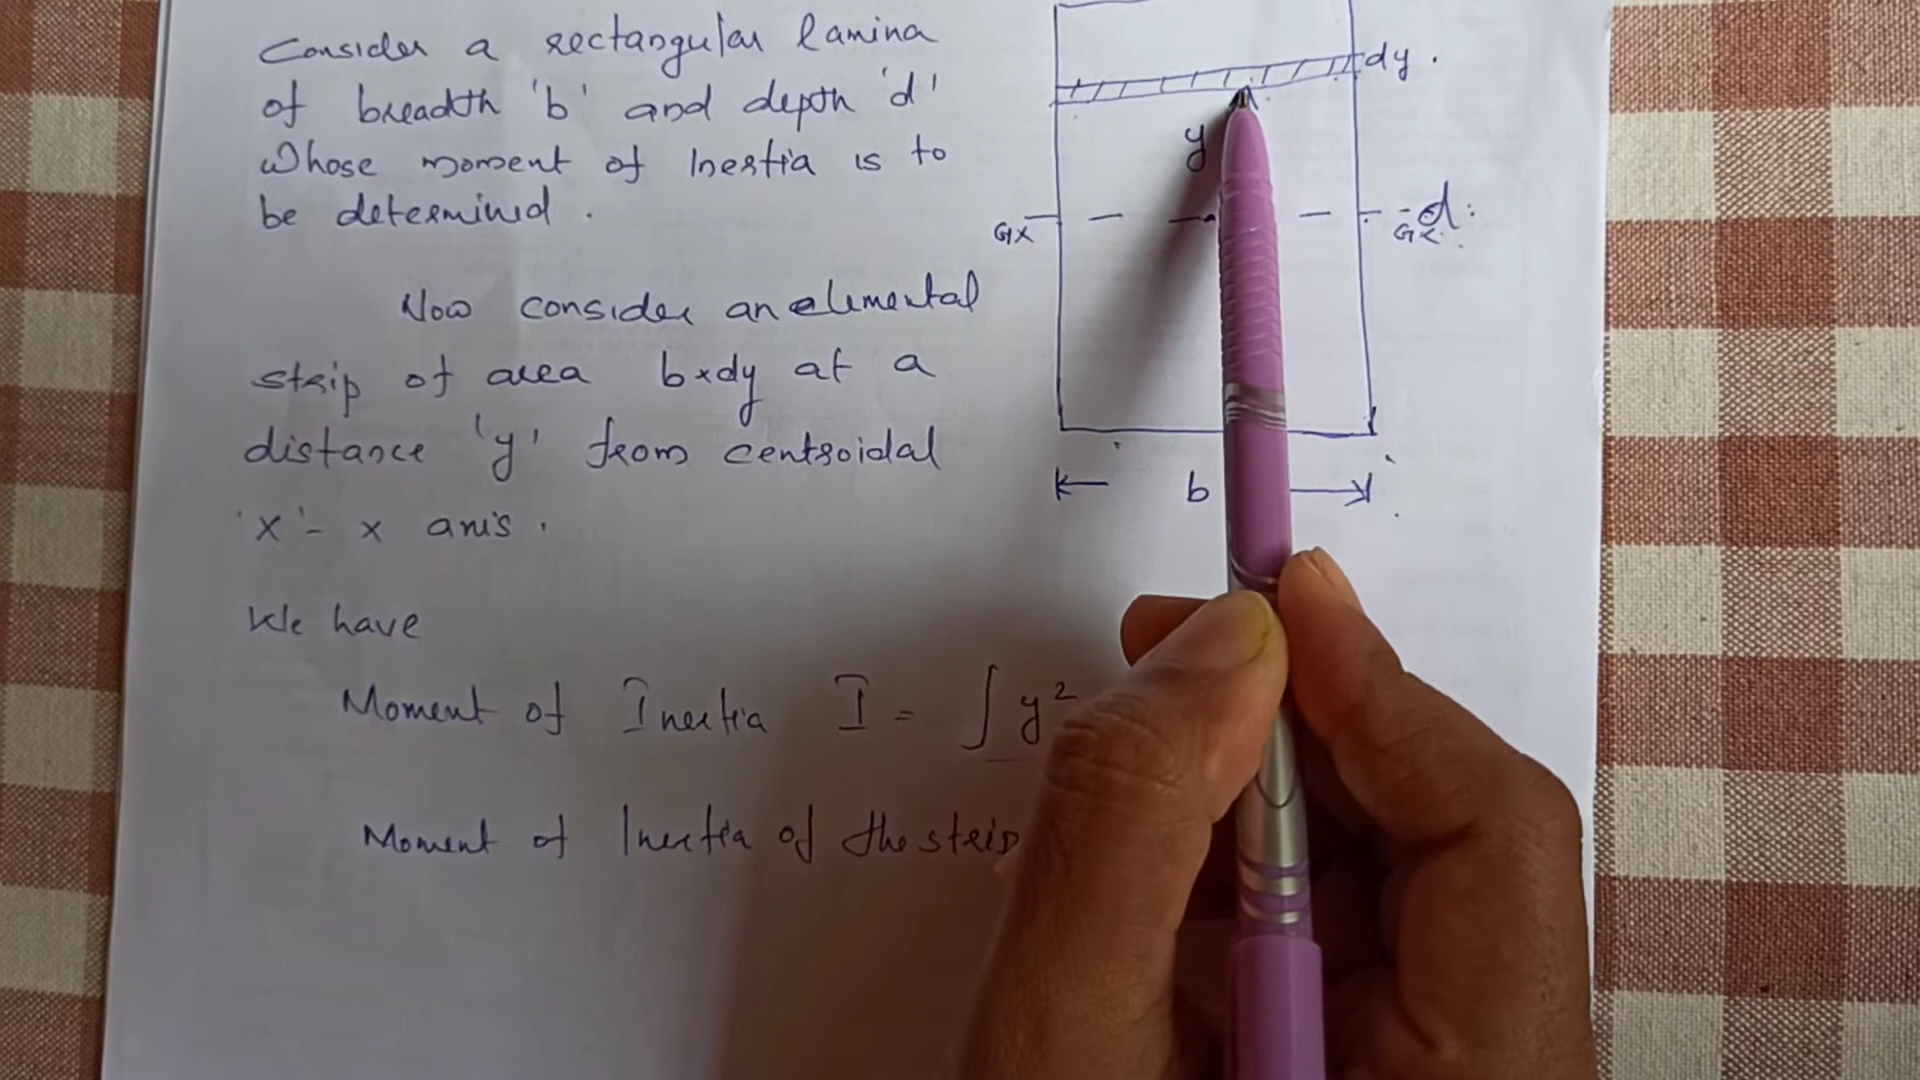 Consider a rectangular lamina
of breadth 'b' and depth 'd'
whose moment of Inertia is to
be determined .
Now consider an elemental
strip of area b×dy at a
distance 'y' from centroidal
'x'- x axis .
We have
Moment of Inertia I = ∫ y²
Moment of Inertia of the strip
dy .
y
GX
GX
d
b